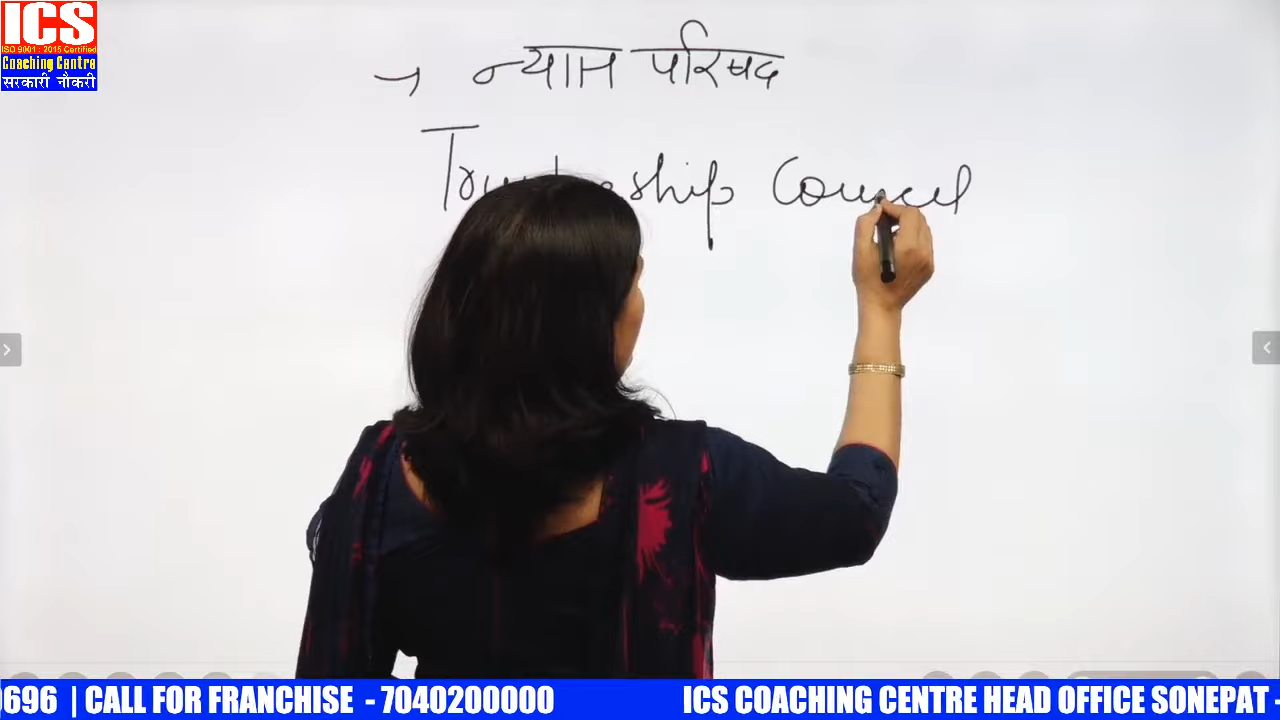 ICS
ISO 9001 : 2015 Certified
Coaching Centre
सरकारी नौकरी
→ न्यास परिषद
ship Council
0696 | CALL FOR FRANCHISE - 7040200000 ICS COACHING CENTRE HEAD OFFICE SONEPAT -